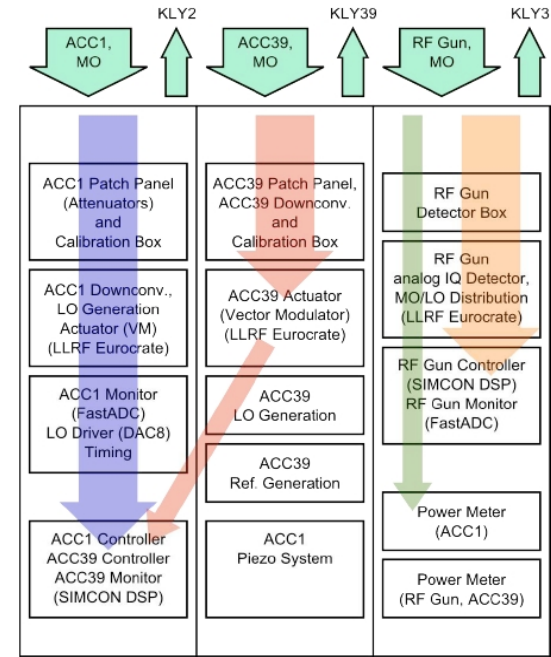 KLY2
KLY39
KLY3
ACC1,
MO
ACC39,
MO
RF Gun,
MO
ACC1 Patch Panel
(Attenuators)
and
Calibration Box
ACC1 Downconv.,
LO Generation
Actuator (VM)
(LLRF Eurocrate)
ACC1 Monitor
(FastADC)
LO Driver (DAC8)
Timing
ACC1 Controller
ACC39 Controller
ACC39 Monitor
(SIMCON DSP)
ACC39 Patch Panel,
ACC39 Downconv.
and
Calibration Box
ACC39 Actuator
(Vector Modulator)
(LLRF Eurocrate)
ACC39
LO Generation
ACC39
Ref. Generation
ACC1
Piezo System
RF Gun
Detector Box
RF Gun
analog IQ Detector,
MO/LO Distribution
(LLRF Eurocrate)
RF Gun Controller
(SIMCON DSP)
RF Gun Monitor
(FastADC)
Power Meter
(ACC1)
Power Meter
(RF Gun, ACC39)